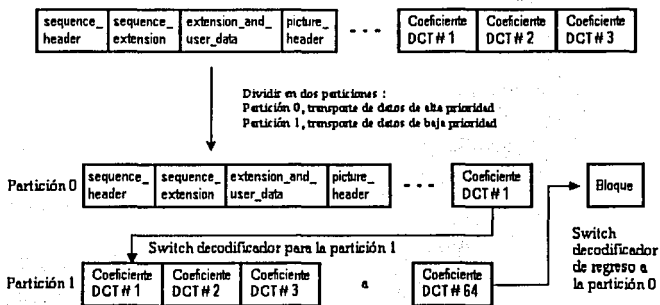 sequence_ sequence_ extension_and_ picture_ Coeficiente Coeficiente Coeficiente
header extension user_data header - - - DCT# 1 DCT# 2 DCT# 3
Dividir en dos particiones :
Partición 0, transporte de datos de alta prioridad
Partición 1, transporte de datos de baja prioridad
Partición 0
sequence_ sequence_ extension_and_ picture_ Coeficiente
header extension user_data header - - - DCT# 1
Bloque
Switch decodificador para la partición 1
Switch
decodificador
de regreso a
la partición 0
Partición 1
Coeficiente Coeficiente Coeficiente a Coeficiente
DCT# 1 DCT# 2 DCT# 3 DCT# 64